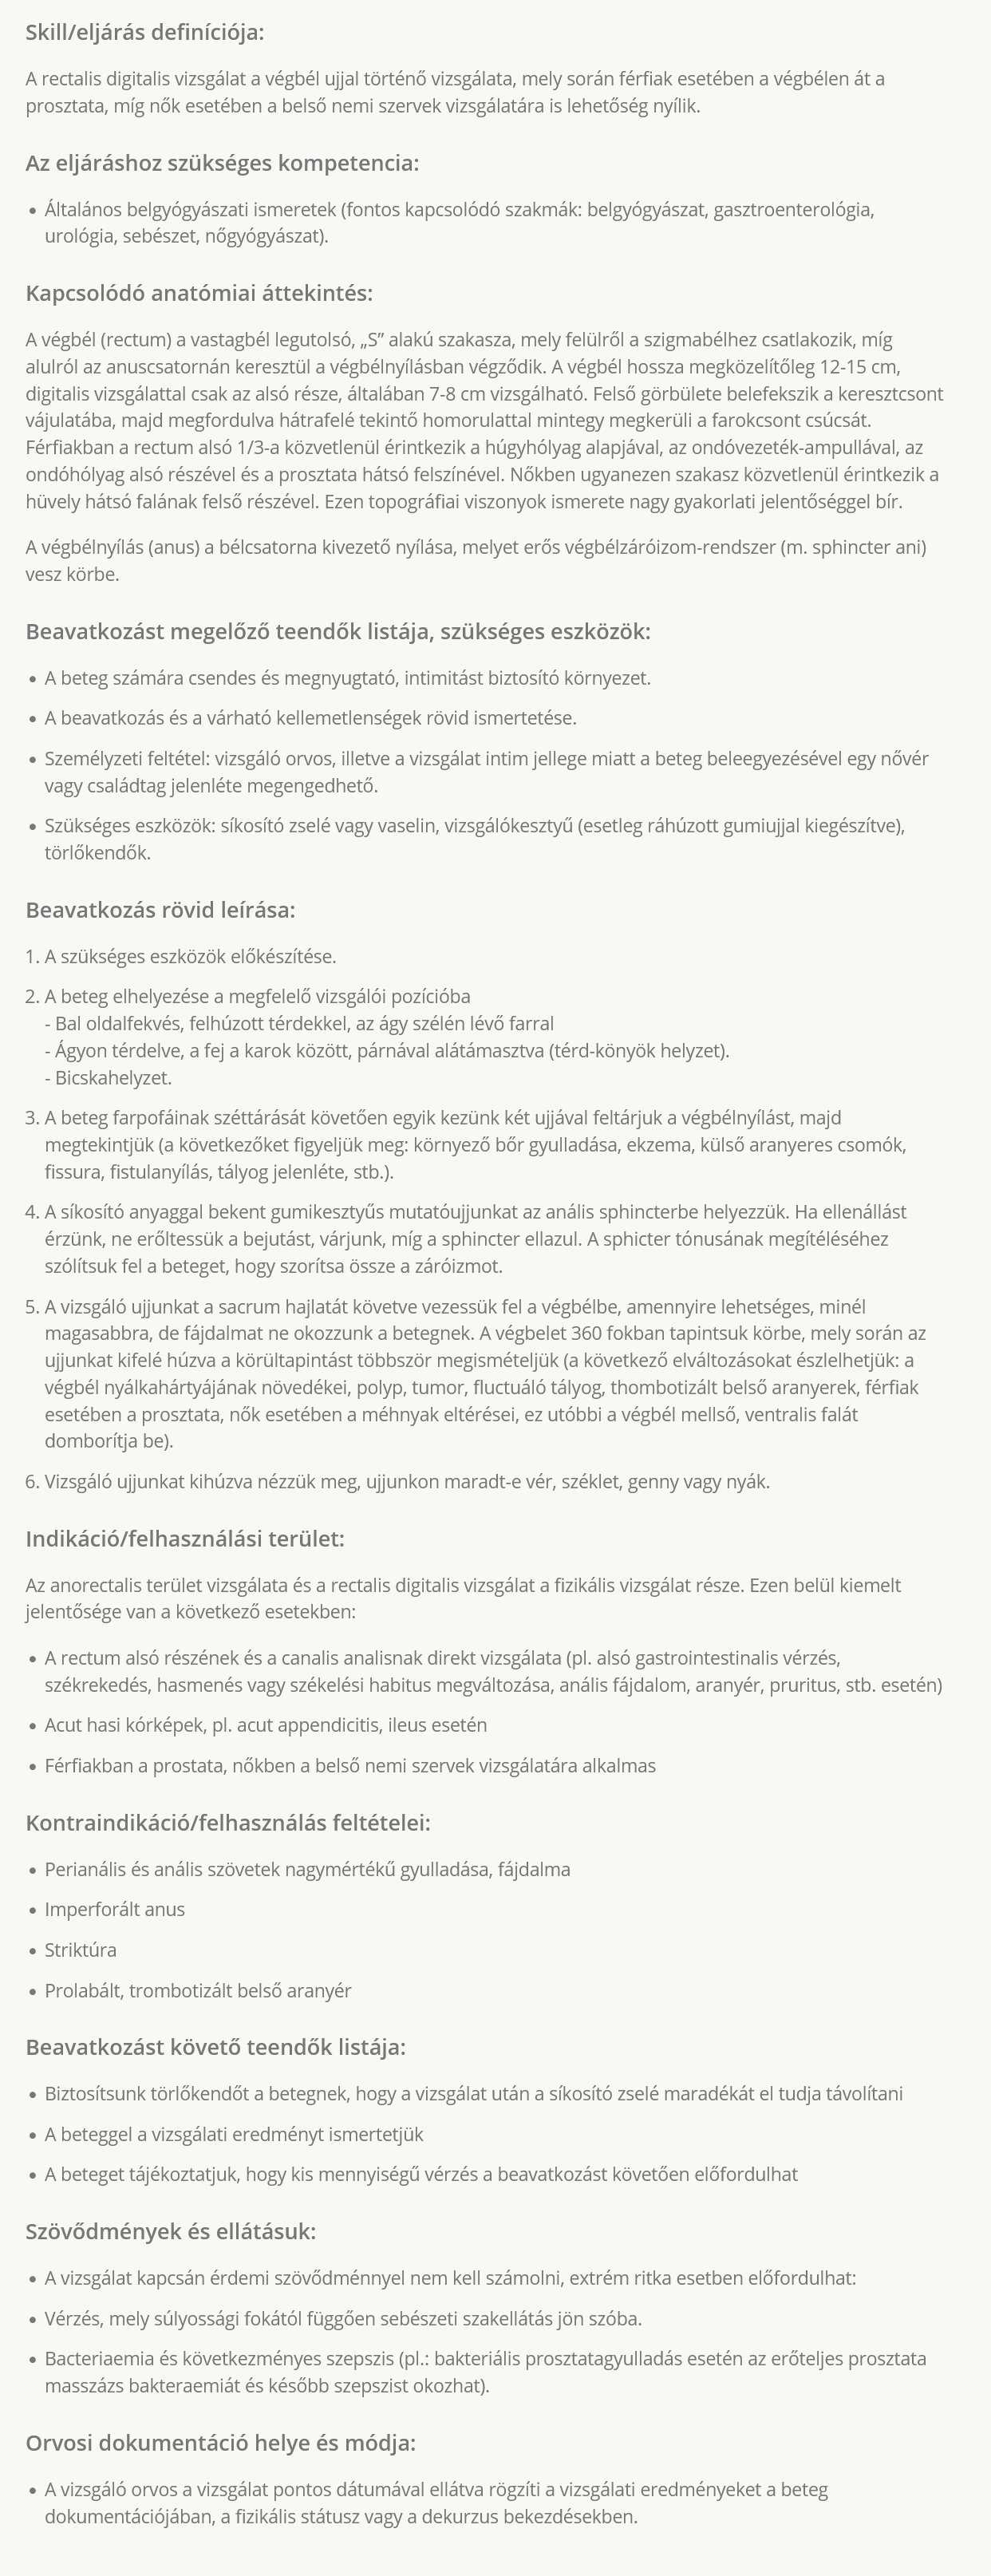 Skill/eljárás definíciója:
A rectalis digitalis vizsgálat a végbél ujjal történő vizsgálata, mely során férfiak esetében a végbélen át a
prosztata, míg nők esetében a belső nemi szervek vizsgálatára is lehetőség nyílik.
Az eljáráshoz szükséges kompetencia:
• Általános belgyógyászati ismeretek (fontos kapcsolódó szakmák: belgyógyászat, gasztroenterológia,
urológia, sebészet, nőgyógyászat).
Kapcsolódó anatómiai áttekintés:
A végbél (rectum) a vastagbél legutolsó, „S” alakú szakasza, mely felülről a szigmabélhez csatlakozik, míg
alulról az anuscsatornán keresztül a végbélnyílásban végződik. A végbél hossza megközelítőleg 12-15 cm,
digitalis vizsgálattal csak az alsó része, általában 7-8 cm vizsgálható. Felső görbülete belefekszik a keresztcsont
vájulatába, majd megfordulva hátrafelé tekintő homorulattal mintegy megkerüli a farokcsont csúcsát.
Férfiakban a rectum alsó 1/3-a közvetlenül érintkezik a húgyhólyag alapjával, az ondóvezeték-ampullával, az
ondóhólyag alsó részével és a prosztata hátsó felszínével. Nőkben ugyanezen szakasz közvetlenül érintkezik a
hüvely hátsó falának felső részével. Ezen topográfiai viszonyok ismerete nagy gyakorlati jelentőséggel bír.
A végbélnyílás (anus) a bélcsatorna kivezető nyílása, melyet erős végbélzáróizom-rendszer (m. sphincter ani)
vesz körbe.
Beavatkozást megelőző teendők listája, szükséges eszközök:
• A beteg számára csendes és megnyugtató, intimitást biztosító környezet.
• A beavatkozás és a várható kellemetlenségek rövid ismertetése.
• Személyzeti feltétel: vizsgáló orvos, illetve a vizsgálat intim jellege miatt a beteg beleegyezésével egy nővér
vagy családtag jelenléte megengedhető.
• Szükséges eszközök: síkosító zselé vagy vaselin, vizsgálókesztyű (esetleg ráhúzott gumiujjal kiegészítve),
törlőkendők.
Beavatkozás rövid leírása:
1. A szükséges eszközök előkészítése.
2. A beteg elhelyezése a megfelelő vizsgálói pozícióba
- Bal oldalfekvés, felhúzott térdekkel, az ágy szélén lévő farral
- Ágyon térdelve, a fej a karok között, párnával alátámasztva (térd-könyök helyzet).
- Bicskahelyzet.
3. A beteg farpofáinak széttárását követően egyik kezünk két ujjával feltárjuk a végbélnyílást, majd
megtekintjük (a következőket figyeljük meg: környező bőr gyulladása, ekzema, külső aranyeres csomók,
fissura, fistulanyílás, tályog jelenléte, stb.).
4. A síkosító anyaggal bekent gumikesztyűs mutatóujjunkat az anális sphincterbe helyezzük. Ha ellenállást
érzünk, ne erőltessük a bejutást, várjunk, míg a sphincter ellazul. A sphicter tónusának megítéléséhez
szólítsuk fel a beteget, hogy szorítsa össze a záróizmot.
5. A vizsgáló ujjunkat a sacrum hajlatát követve vezessük fel a végbélbe, amennyire lehetséges, minél
magasabbra, de fájdalmat ne okozzunk a betegnek. A végbelet 360 fokban tapintsuk körbe, mely során az
ujjunkat kifelé húzva a körültapintást többször megismételjük (a következő elváltozásokat észlelhetjük: a
végbél nyálkahártyájának növedékei, polyp, tumor, fluctuáló tályog, thombotizált belső aranyerek, férfiak
esetében a prosztata, nők esetében a méhnyak eltérései, ez utóbbi a végbél mellső, ventralis falát
domborítja be).
6. Vizsgáló ujjunkat kihúzva nézzük meg, ujjunkon maradt-e vér, széklet, genny vagy nyák.
Indikáció/felhasználási terület:
Az anorectalis terület vizsgálata és a rectalis digitalis vizsgálat a fizikális vizsgálat része. Ezen belül kiemelt
jelentősége van a következő esetekben:
• A rectum alsó részének és a canalis analisnak direkt vizsgálata (pl. alsó gastrointestinalis vérzés,
székrekedés, hasmenés vagy székelési habitus megváltozása, anális fájdalom, aranyér, pruritus, stb. esetén)
• Acut hasi kórképek, pl. acut appendicitis, ileus esetén
• Férfiakban a prostata, nőkben a belső nemi szervek vizsgálatára alkalmas
Kontraindikáció/felhasználás feltételei:
• Perianális és anális szövetek nagymértékű gyulladása, fájdalma
• Imperforált anus
• Striktúra
• Prolabált, trombotizált belső aranyér
Beavatkozást követő teendők listája:
• Biztosítsunk törlőkendőt a betegnek, hogy a vizsgálat után a síkosító zselé maradékát el tudja távolítani
• A beteggel a vizsgálati eredményt ismertetjük
• A beteget tájékoztatjuk, hogy kis mennyiségű vérzés a beavatkozást követően előfordulhat
Szövődmények és ellátásuk:
• A vizsgálat kapcsán érdemi szövődménnyel nem kell számolni, extrém ritka esetben előfordulhat:
• Vérzés, mely súlyossági fokától függően sebészeti szakellátás jön szóba.
• Bacteriaemia és következményes szepszis (pl.: bakteriális prosztatagyulladás esetén az erőteljes prosztata
masszázs bakteraemiát és később szepszist okozhat).
Orvosi dokumentáció helye és módja:
• A vizsgáló orvos a vizsgálat pontos dátumával ellátva rögzíti a vizsgálati eredményeket a beteg
dokumentációjában, a fizikális státusz vagy a dekurzus bekezdésekben.